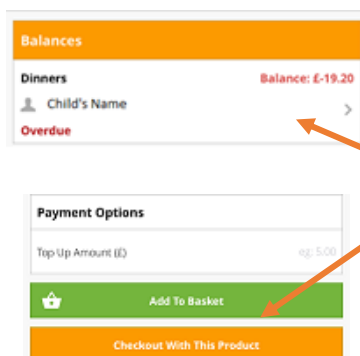 Balances
Dinners Balance: £-19.20
Child's Name
Overdue
Payment Options
Top Up Amount (£) eg: 5.00
Add To Basket
Checkout With This Product